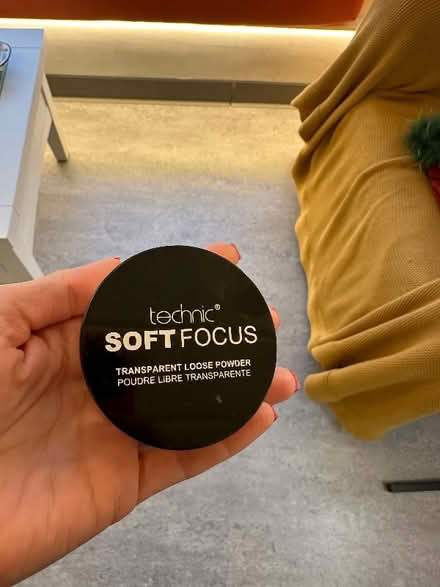 technic®
SOFT FOCUS
TRANSPARENT LOOSE POWDER
POUDRE LIBRE TRANSPARENTE